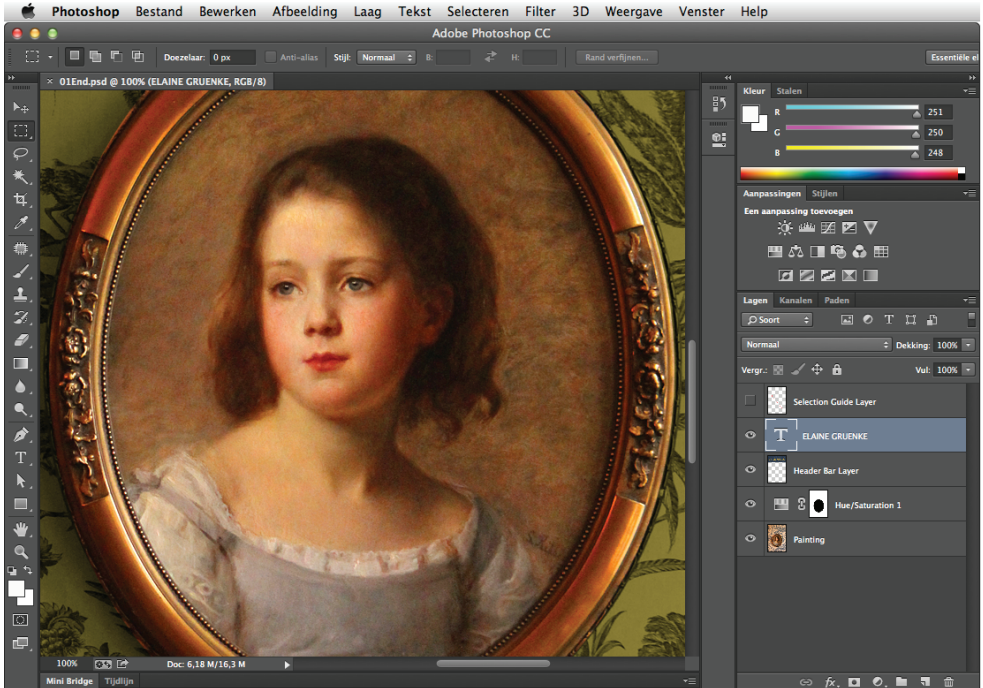 Photoshop Bestand Bewerken Afbeelding Laag Tekst Selecteren Filter 3D Weergave Venster Help
Adobe Photoshop CC
Doezelaar: 0 px Anti-alias Stijl: Normaal B: H: Rand verfijnen... Essentiële el
× 01End.psd @ 100% (ELAINE GRUENKE, RGB/8)
Kleur Stalen
R 251
G 250
B 248
Aanpassingen Stijlen
Een aanpassing toevoegen
Lagen Kanalen Paden
Soort T
Normaal Dekking: 100%
Vergr.: Vul: 100%
Selection Guide Layer
T ELAINE GRUENKE
Header Bar Layer
Hue/Saturation 1
Painting
T
100% Doc: 6,18 M/16,3 M
Mini Bridge Tijdlijn
fx